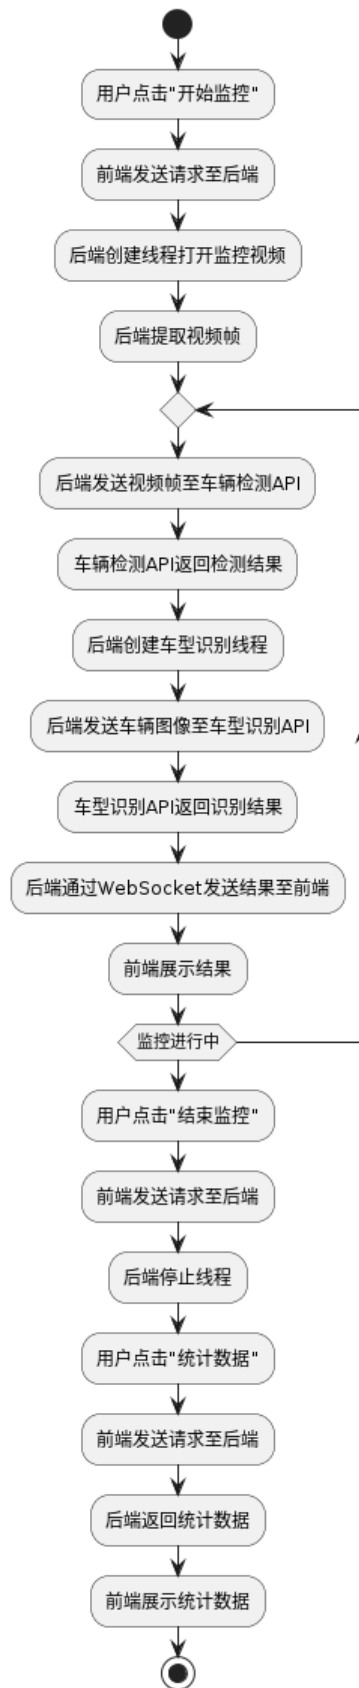 用户点击"开始监控"
前端发送请求至后端
后端创建线程打开监控视频
后端提取视频帧
后端发送视频帧至车辆检测API
车辆检测API返回检测结果
后端创建车型识别线程
后端发送车辆图像至车型识别API
车型识别API返回识别结果
后端通过WebSocket发送结果至前端
前端展示结果
监控进行中
用户点击"结束监控"
前端发送请求至后端
后端停止线程
用户点击"统计数据"
前端发送请求至后端
后端返回统计数据
前端展示统计数据